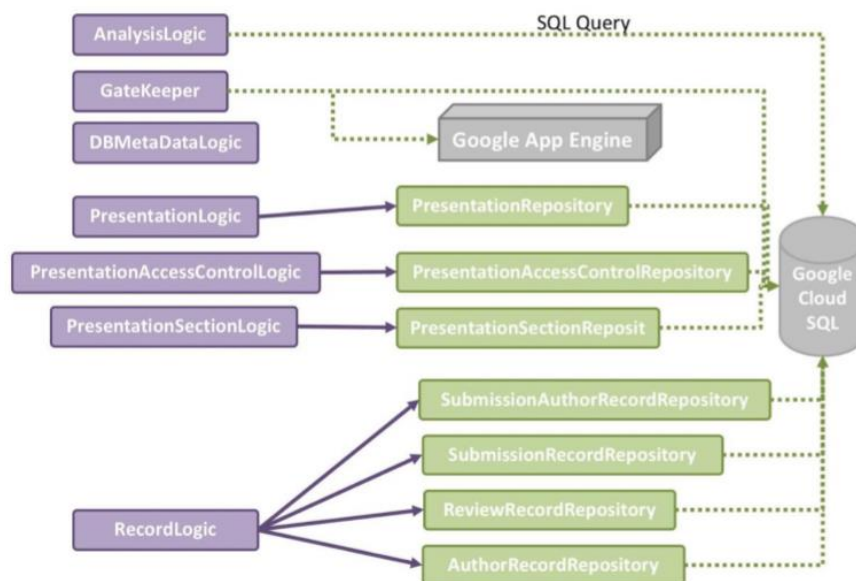 SQL Query
AnalysisLogic
GateKeeper
DBMetaDataLogic
Google App Engine
PresentationLogic
PresentationRepository
PresentationAccessControlLogic
PresentationAccessControlRepository
Google
Cloud
SQL
PresentationSectionLogic
PresentationSectionReposit
SubmissionAuthorRecordRepository
SubmissionRecordRepository
ReviewRecordRepository
RecordLogic
AuthorRecordRepository